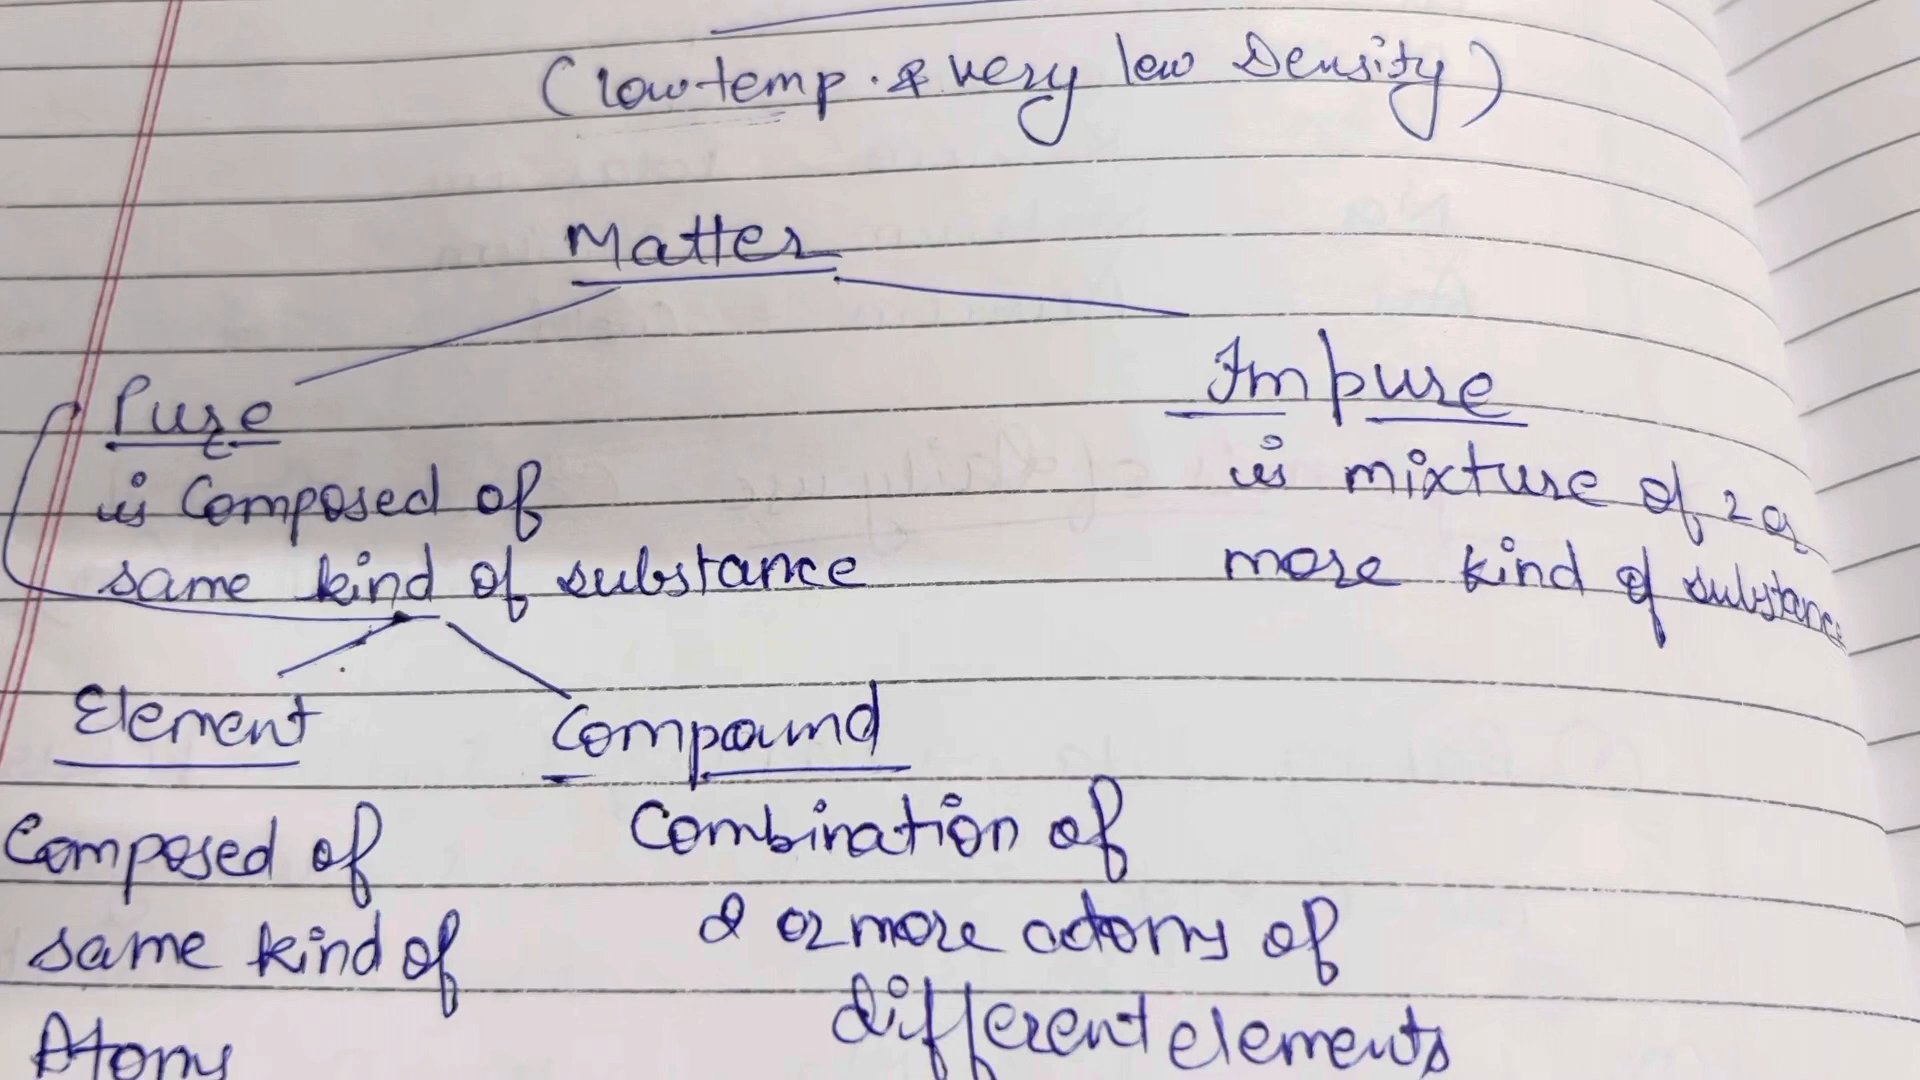 (low temp. & very low Density)
Matter
Pure
Impure
is Composed of
same kind of substance
is mixture of 2 or
more kind of substance
Element
Compound
Composed of
same kind of
Atoms
Combination of
2 or more atoms of
different elements